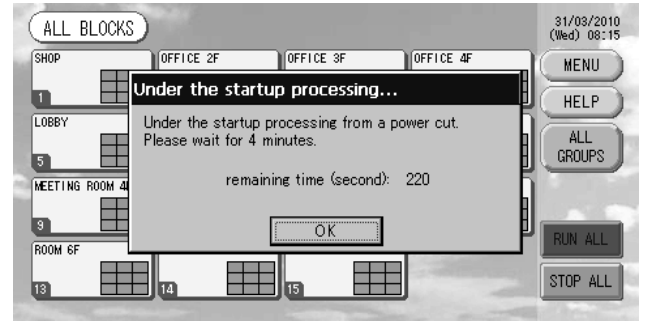 ALL BLOCKS
31/03/2010
(Wed) 08:15
SHOP
OFFICE 2F
OFFICE 3F
OFFICE 4F
MENU
1
HELP
Under the startup processing...
Under the startup processing from a power cut.
Please wait for 4 minutes.
remaining time (second): 220
OK
LOBBY
5
ALL
GROUPS
MEETING ROOM
9
RUN ALL
ROOM 6F
13
14
15
STOP ALL